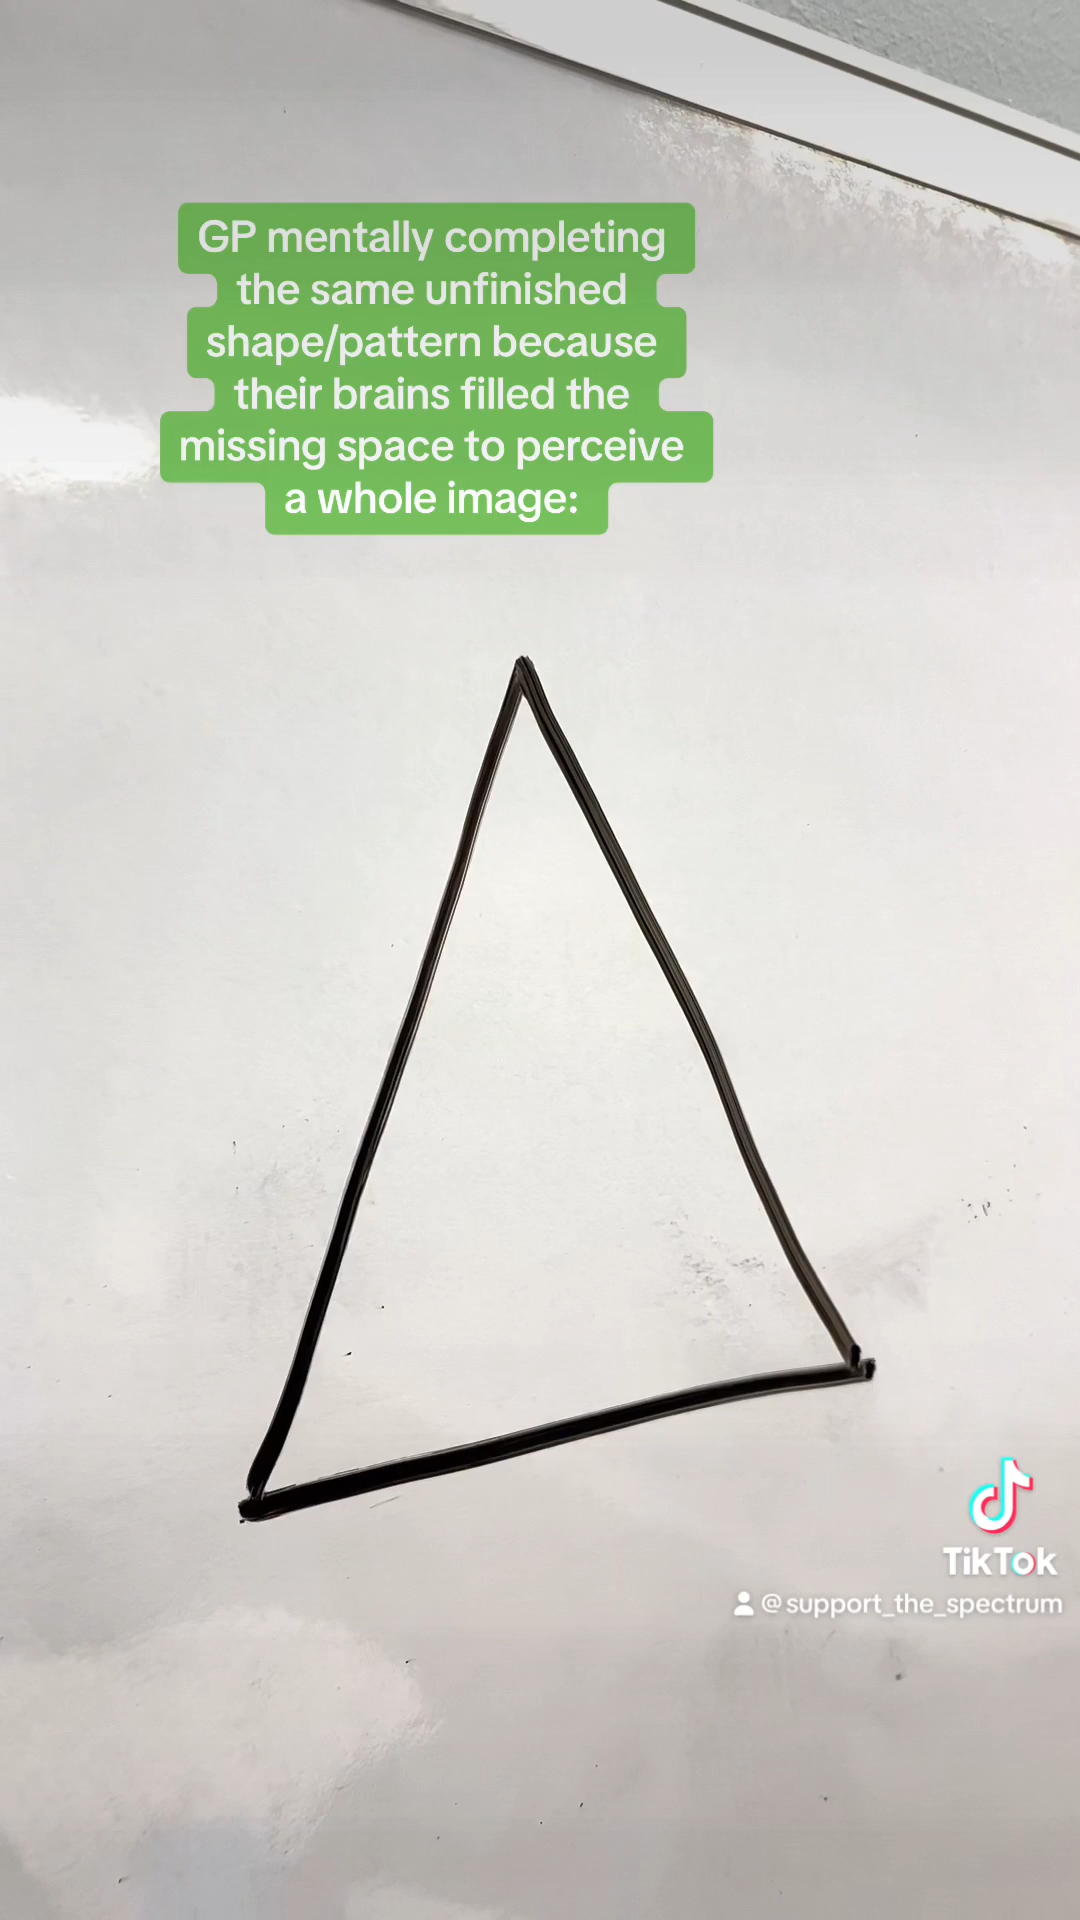 GP mentally completing
the same unfinished
shape/pattern because
their brains filled the
missing space to perceive
a whole image:
TikTok
@support_the_spectrum